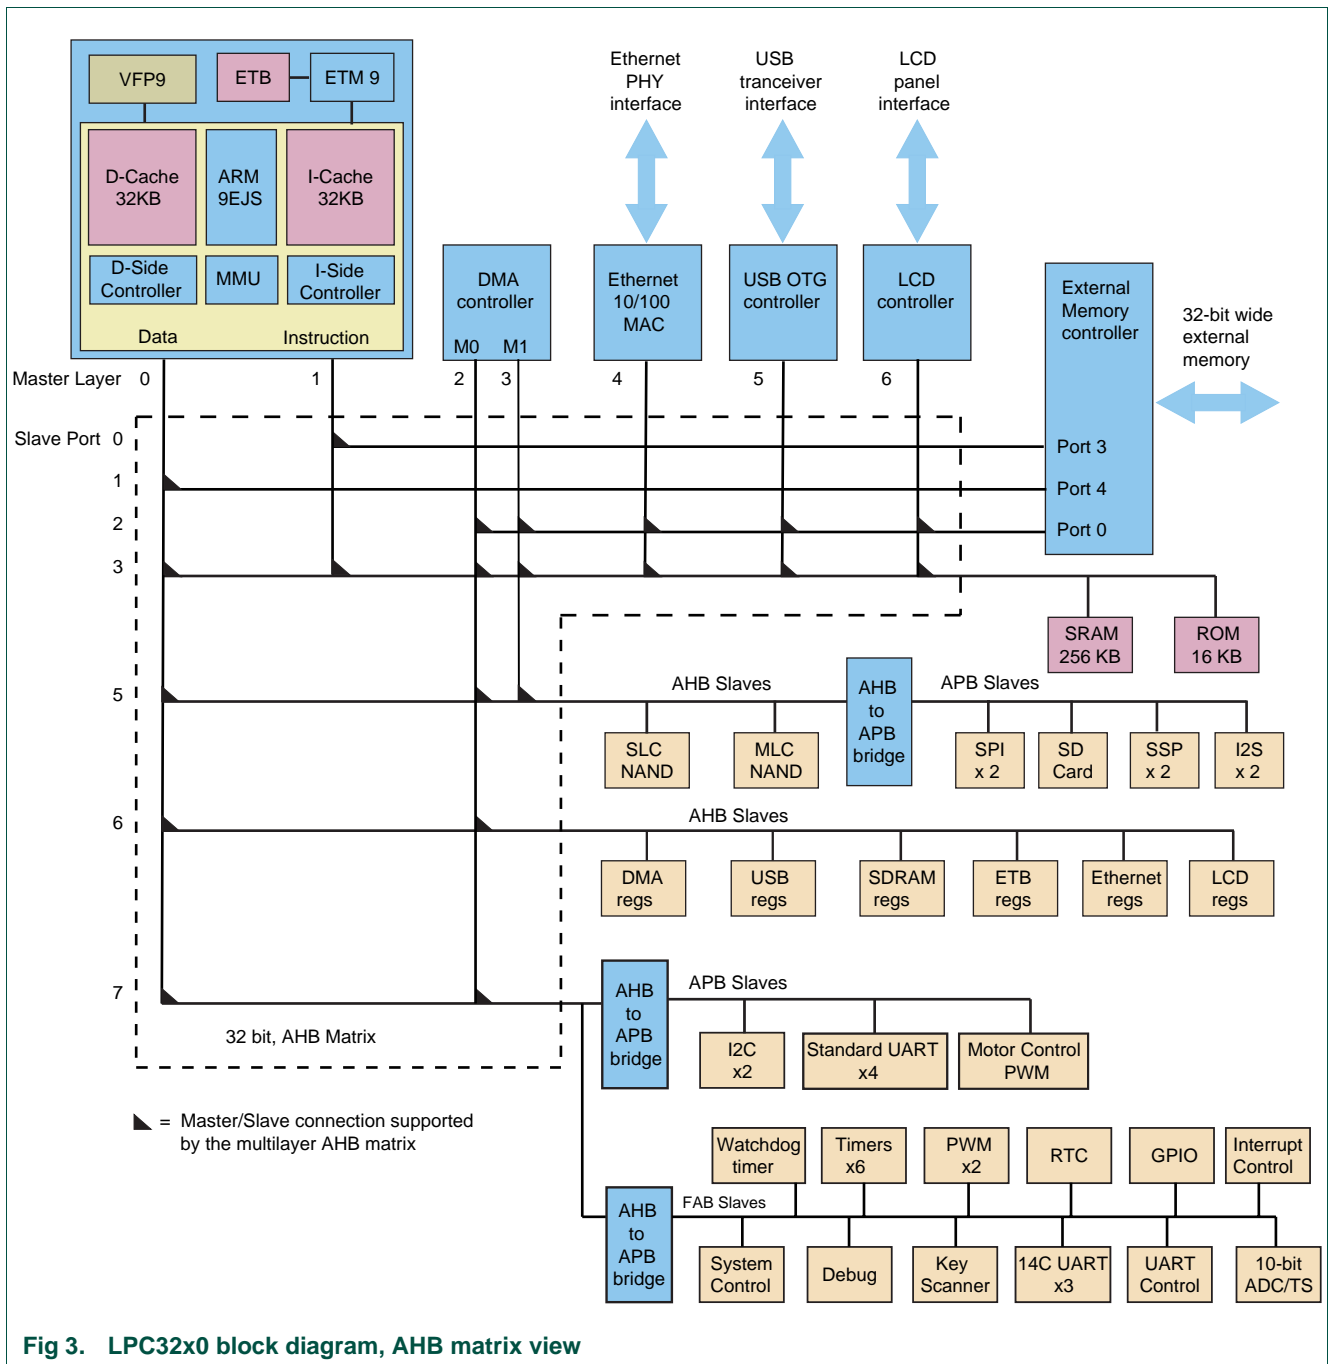 VFP9
ETB
ETM 9
D-Cache
32KB
ARM
9EJS
I-Cache
32KB
D-Side
Controller
MMU
I-Side
Controller
Data
Instruction
Ethernet
PHY
interface
USB
tranceiver
interface
LCD
panel
interface
DMA
controller
M0
M1
Ethernet
10/100
MAC
USB OTG
controller
LCD
controller
External
Memory
controller
32-bit wide
external
memory
Master Layer 0 1 2 3 4 5 6
Slave Port 0
Port 3
1
Port 4
2
Port 0
3
SRAM
256 KB
ROM
16 KB
5
AHB Slaves
AHB
to
APB
bridge
APB Slaves
SLC
NAND
MLC
NAND
SPI
x 2
SD
Card
SSP
x 2
I2S
x 2
6
AHB Slaves
DMA
regs
USB
regs
SDRAM
regs
ETB
regs
Ethernet
regs
LCD
regs
7
AHB
to
APB
bridge
APB Slaves
I2C
x2
Standard UART
x4
Motor Control
PWM
32 bit, AHB Matrix
= Master/Slave connection supported
by the multilayer AHB matrix
Watchdog
timer
Timers
x6
PWM
x2
RTC
GPIO
Interrupt
Control
AHB
to
APB
bridge
FAB Slaves
System
Control
Debug
Key
Scanner
14C UART
x3
UART
Control
10-bit
ADC/TS
Fig 3. LPC32x0 block diagram, AHB matrix view